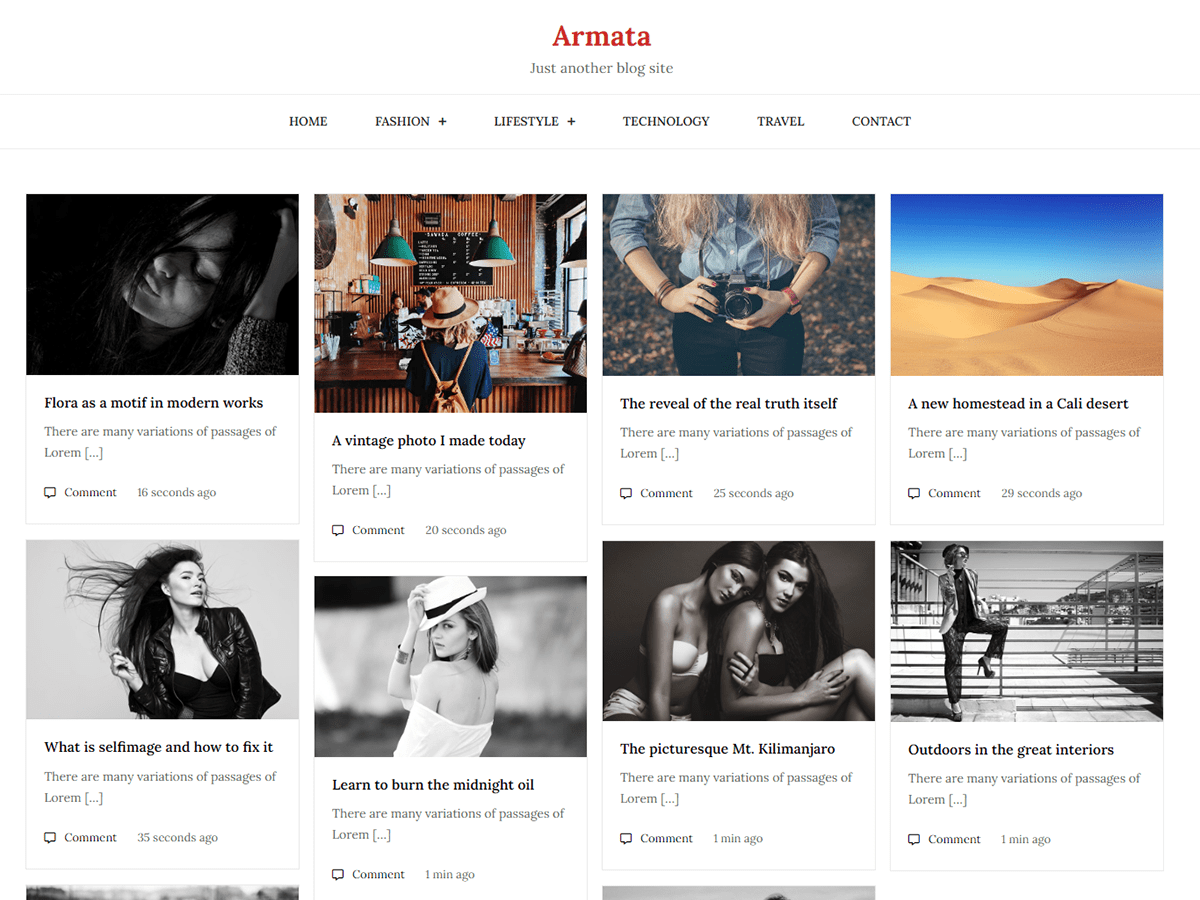 Armata
Just another blog site
HOME
FASHION +
LIFESTYLE +
TECHNOLOGY
TRAVEL
CONTACT
Flora as a motif in modern works
There are many variations of passages of
Lorem [...]
Comment 16 seconds ago
A vintage photo I made today
There are many variations of passages of
Lorem [...]
Comment 20 seconds ago
The reveal of the real truth itself
There are many variations of passages of
Lorem [...]
Comment 25 seconds ago
A new homestead in a Cali desert
There are many variations of passages of
Lorem [...]
Comment 29 seconds ago
What is selfimage and how to fix it
There are many variations of passages of
Lorem [...]
Comment 35 seconds ago
Learn to burn the midnight oil
There are many variations of passages of
Lorem [...]
Comment 1 min ago
The picturesque Mt. Kilimanjaro
There are many variations of passages of
Lorem [...]
Comment 1 min ago
Outdoors in the great interiors
There are many variations of passages of
Lorem [...]
Comment 1 min ago